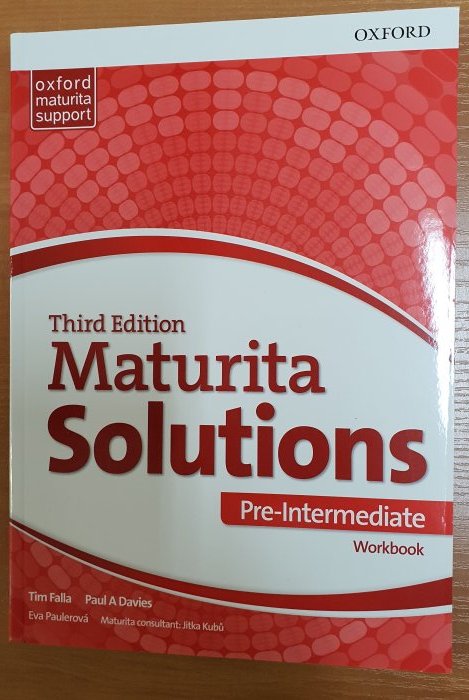 OXFORD
oxford
maturita
support
Third Edition
Maturita
Solutions
Pre-Intermediate
Workbook
Tim Falla Paul A Davies
Eva Paulerová Maturita consultant: Jitka Kubů